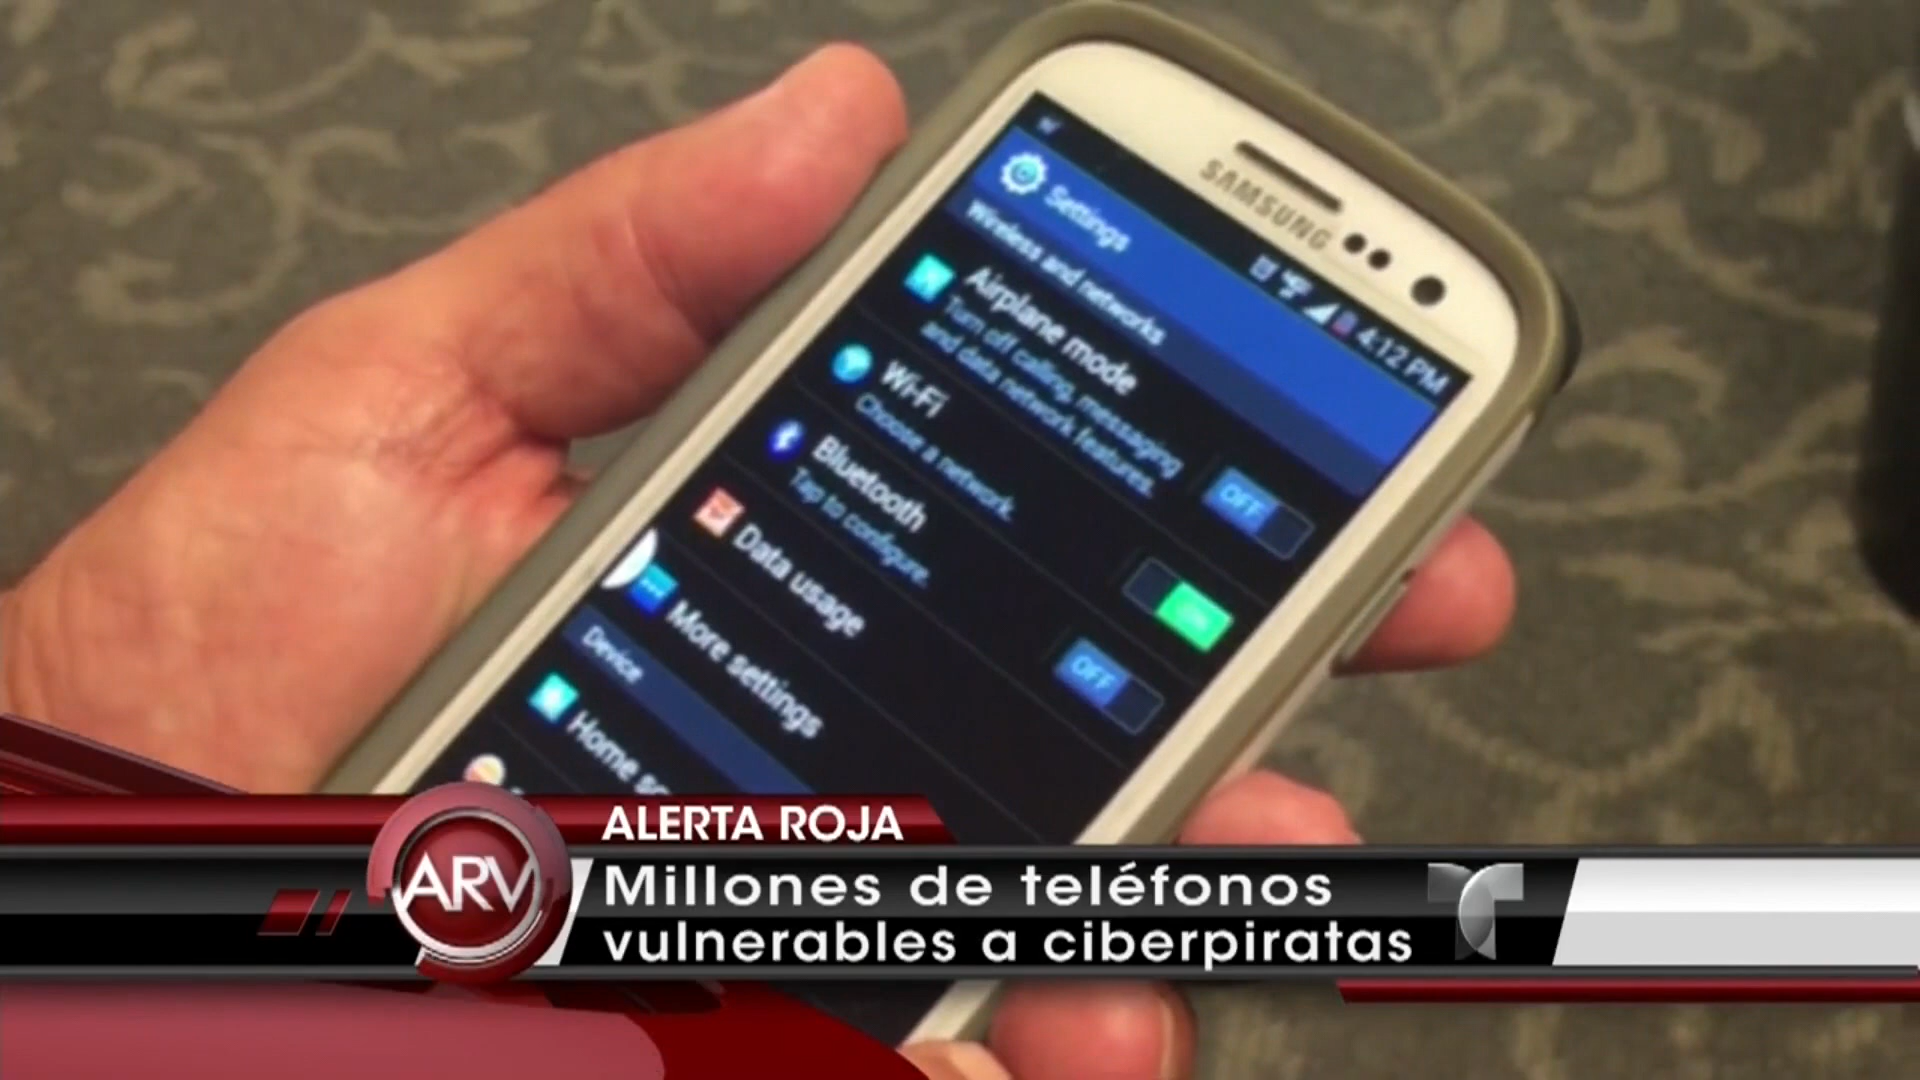 SAMSUNG
4:12 PM
Settings
Wireless and networks
Airplane mode
Turn off calling, messaging
and data network features.
OFF
Wi-Fi
Choose a network.
ON
Bluetooth
Tap to configure.
OFF
Data usage
More settings
Device
Home
ALERTA ROJA
ARV
Millones de teléfonos
vulnerables a ciberpiratas